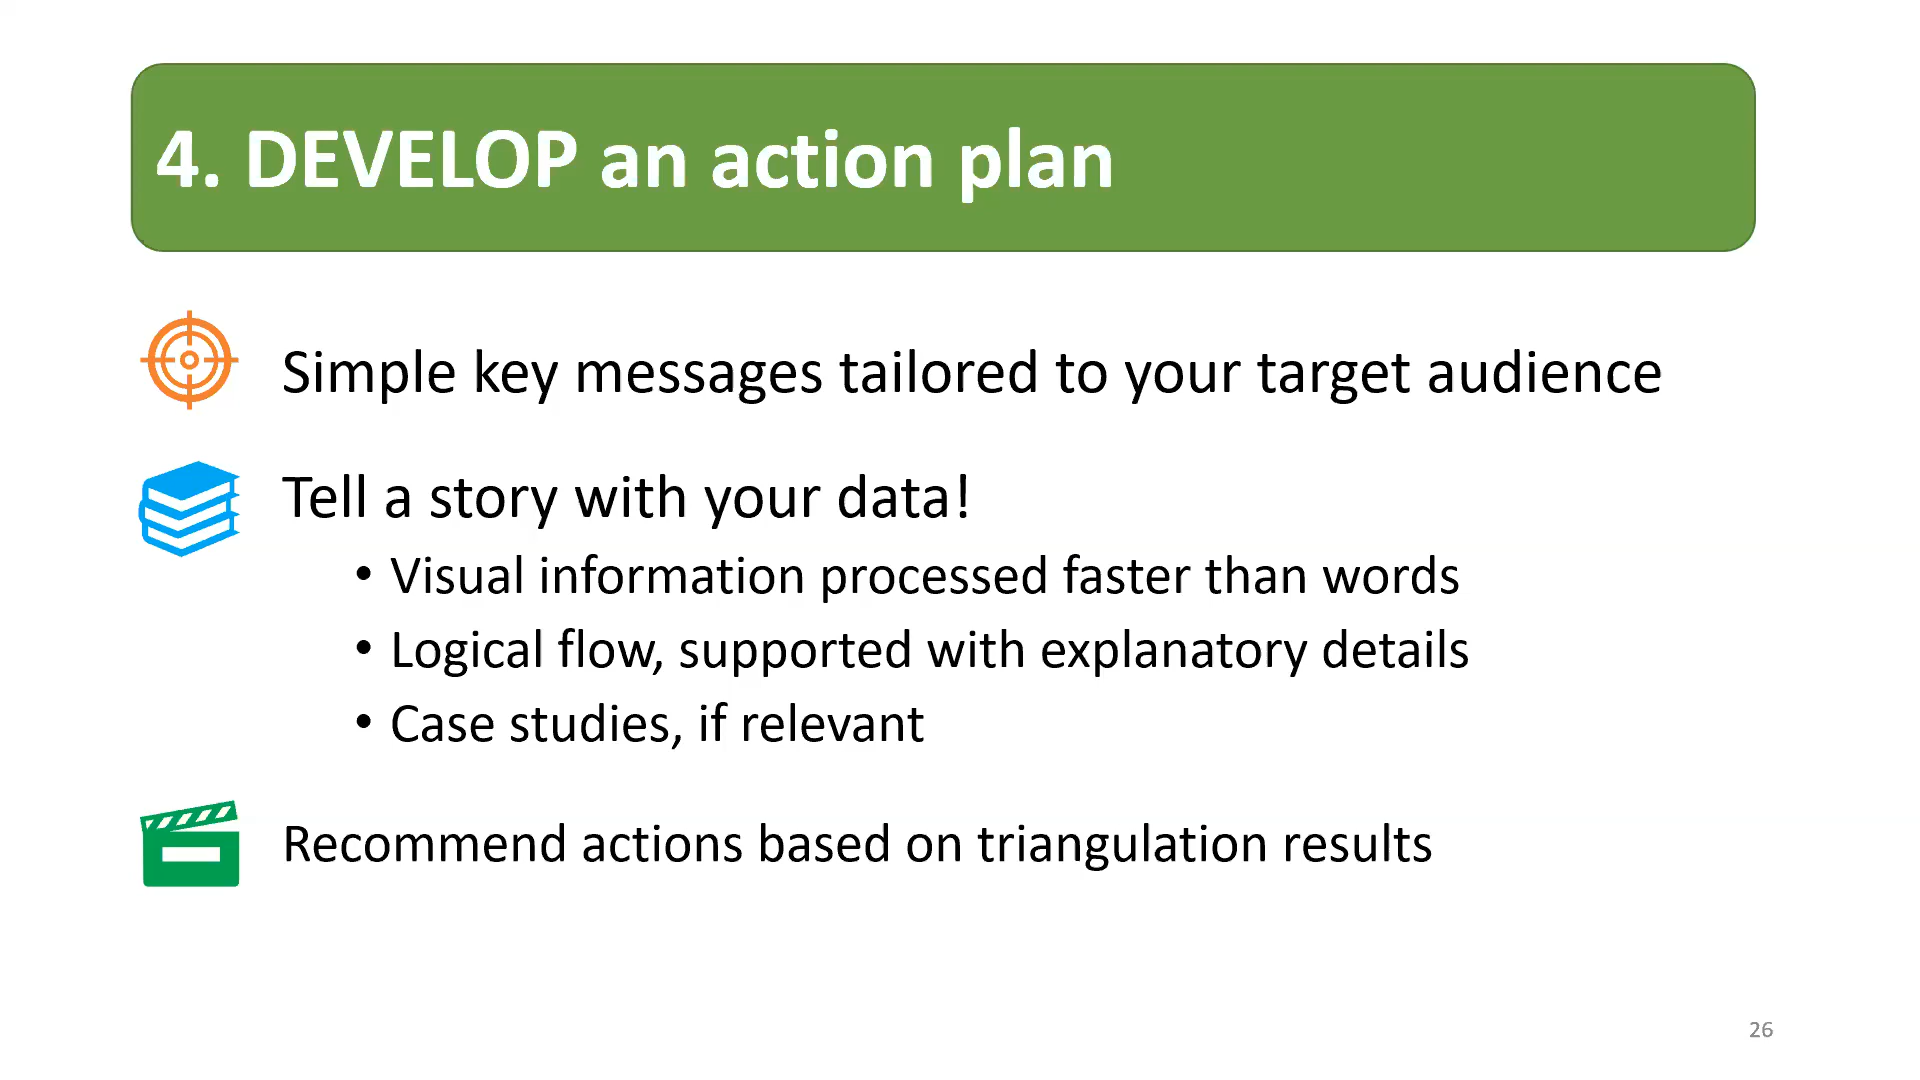 4. DEVELOP an action plan
Simple key messages tailored to your target audience
Tell a story with your data!
• Visual information processed faster than words
• Logical flow, supported with explanatory details
• Case studies, if relevant
Recommend actions based on triangulation results
26